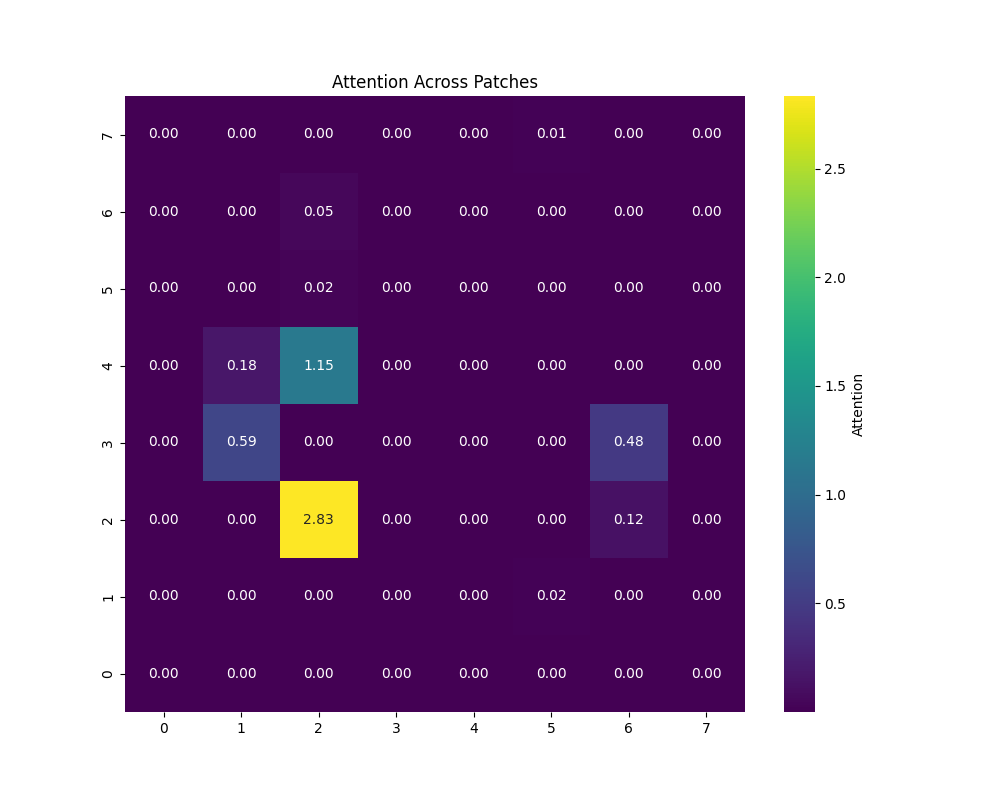 Attention Across Patches
7 0.00 0.00 0.00 0.00 0.00 0.01 0.00 0.00
6 0.00 0.00 0.05 0.00 0.00 0.00 0.00 0.00
5 0.00 0.00 0.02 0.00 0.00 0.00 0.00 0.00
4 0.00 0.18 1.15 0.00 0.00 0.00 0.00 0.00
3 0.00 0.59 0.00 0.00 0.00 0.00 0.48 0.00
2 0.00 0.00 2.83 0.00 0.00 0.00 0.12 0.00
1 0.00 0.00 0.00 0.00 0.00 0.02 0.00 0.00
0 0.00 0.00 0.00 0.00 0.00 0.00 0.00 0.00
0 1 2 3 4 5 6 7
2.5
2.0
1.5
1.0
0.5
Attention